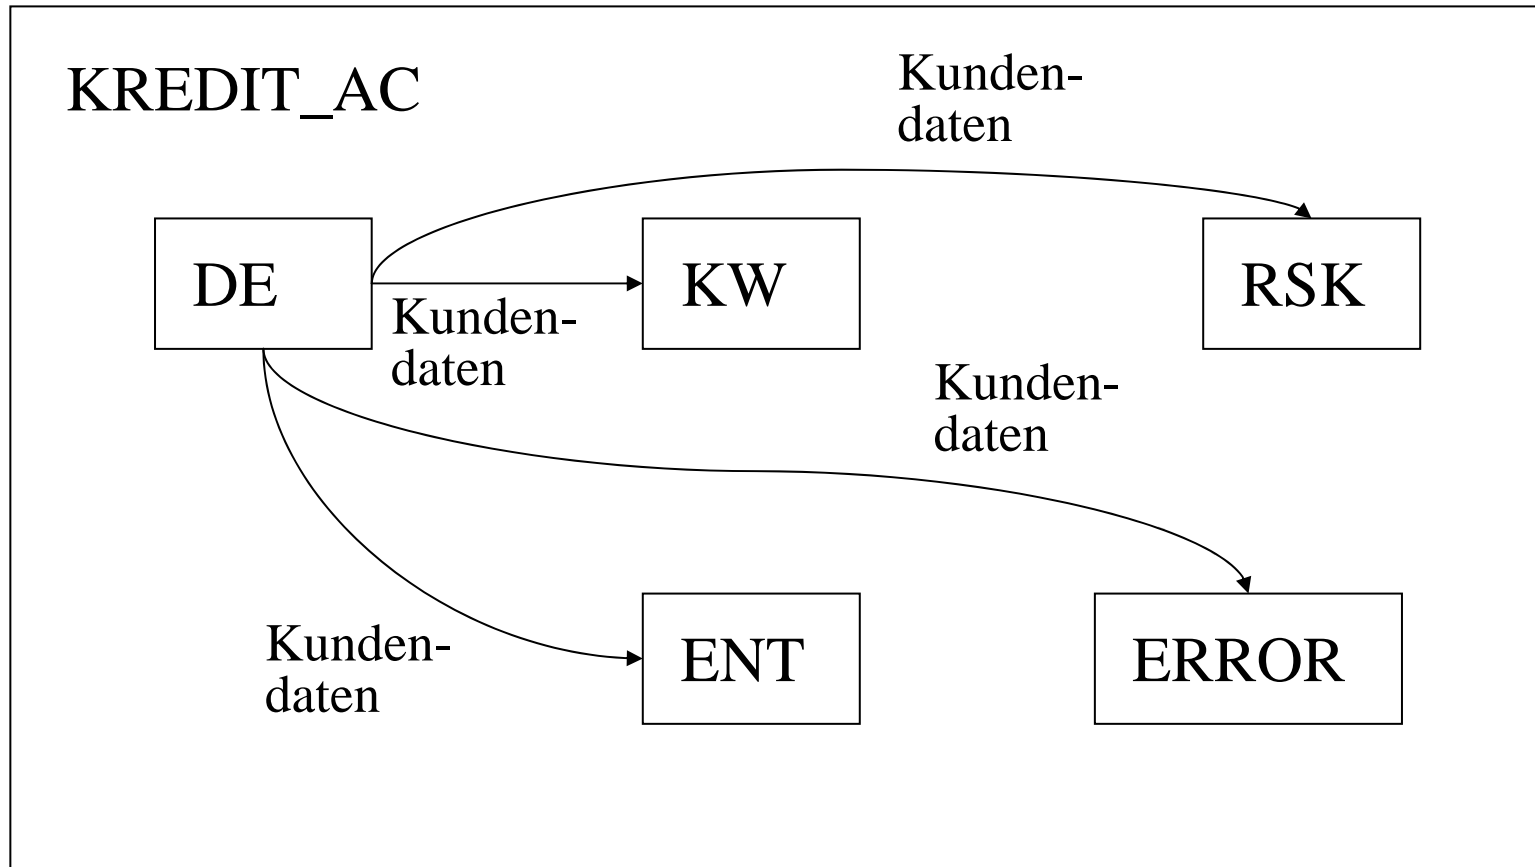 KREDIT_AC
Kunden-
daten
DE
KW
RSK
Kunden-
daten
Kunden-
daten
Kunden-
daten
ENT
ERROR